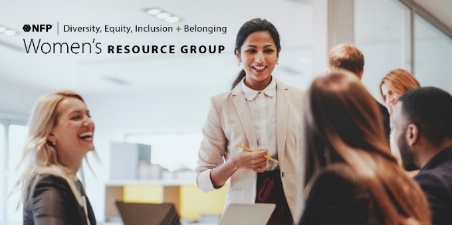 NFP | Diversity, Equity, Inclusion + Belonging
Women's RESOURCE GROUP